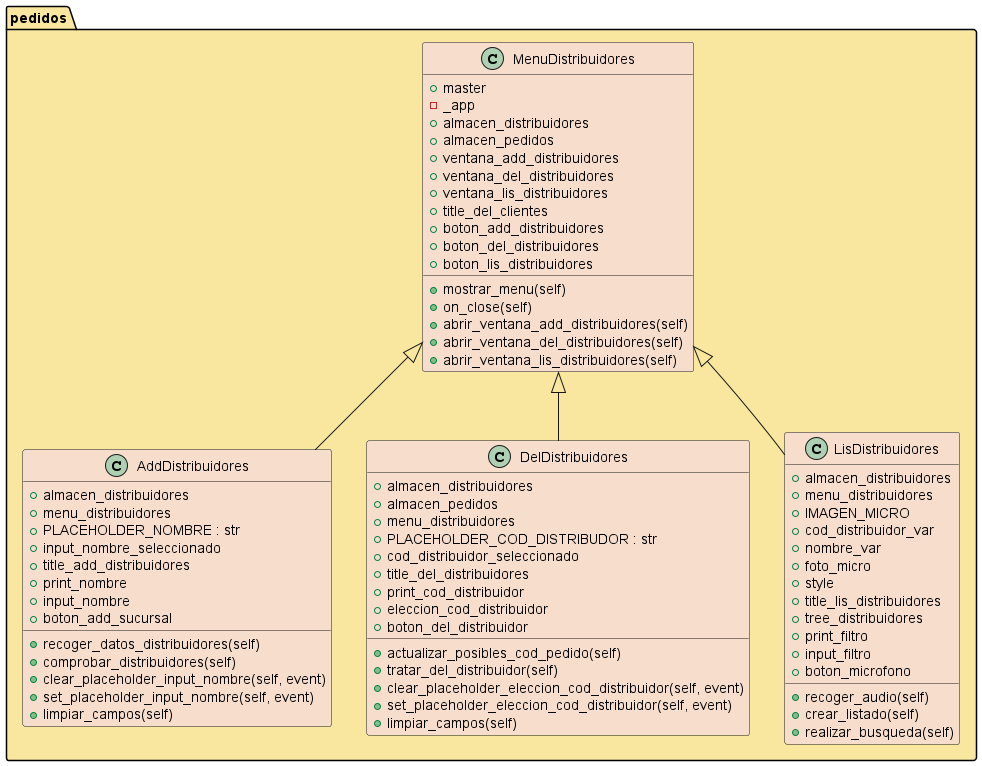 pedidos
C MenuDistribuidores
master
_app
almacen_distribuidores
almacen_pedidos
ventana_add_distribuidores
ventana_del_distribuidores
ventana_lis_distribuidores
title_del_clientes
boton_add_distribuidores
boton_del_distribuidores
boton_lis_distribuidores
mostrar_menu(self)
on_close(self)
abrir_ventana_add_distribuidores(self)
abrir_ventana_del_distribuidores(self)
abrir_ventana_lis_distribuidores(self)
C AddDistribuidores
almacen_distribuidores
menu_distribuidores
PLACEHOLDER_NOMBRE : str
input_nombre_seleccionado
title_add_distribuidores
print_nombre
input_nombre
boton_add_sucursal
recoger_datos_distribuidores(self)
comprobar_distribuidores(self)
clear_placeholder_input_nombre(self, event)
set_placeholder_input_nombre(self, event)
limpiar_campos(self)
C DelDistribuidores
almacen_distribuidores
almacen_pedidos
menu_distribuidores
PLACEHOLDER_COD_DISTRIBUDOR : str
cod_distribuidor_seleccionado
title_del_distribuidores
print_cod_distribuidor
eleccion_cod_distribuidor
boton_del_distribuidor
actualizar_posibles_cod_pedido(self)
tratar_del_distribuidor(self)
clear_placeholder_eleccion_cod_distribuidor(self, event)
set_placeholder_eleccion_cod_distribuidor(self, event)
limpiar_campos(self)
C LisDistribuidores
almacen_distribuidores
menu_distribuidores
IMAGEN_MICRO
cod_distribuidor_var
nombre_var
foto_micro
style
title_lis_distribuidores
tree_distribuidores
print_filtro
input_filtro
boton_microfono
recoger_audio(self)
crear_listado(self)
realizar_busqueda(self)